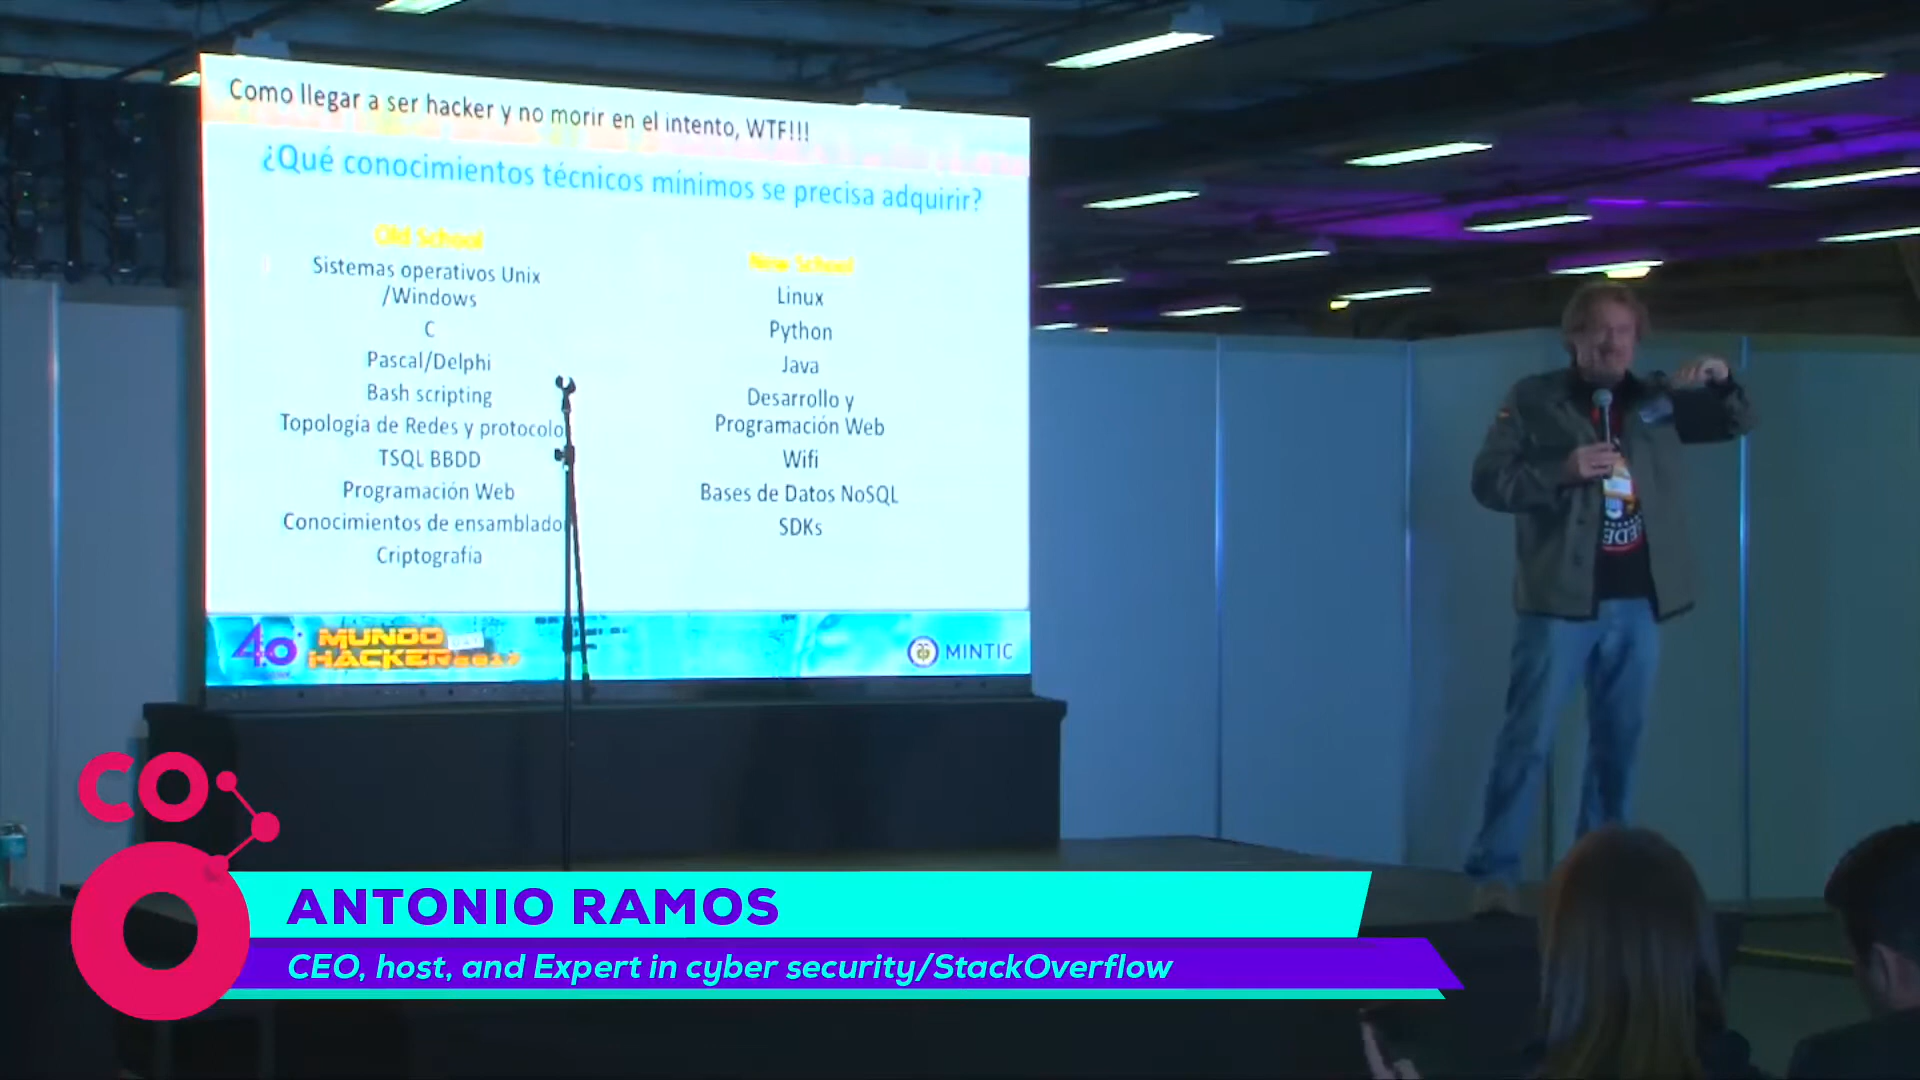 Como llegar a ser hacker y no morir en el intento, WTF!!!
¿Qué conocimientos técnicos mínimos se precisa adquirir?
Old School
Sistemas operativos Unix
/Windows
C
Pascal/Delphi
Bash scripting
Topología de Redes y protocolo
TSQL BBDD
Programación Web
Conocimientos de ensamblado
Criptografía
New School
Linux
Python
Java
Desarrollo y
Programación Web
Wifi
Bases de Datos NoSQL
SDKs
4.0
MUNDO
HACKER
2017
MINTIC
CO
O
ANTONIO RAMOS
CEO, host, and Expert in cyber security/StackOverflow